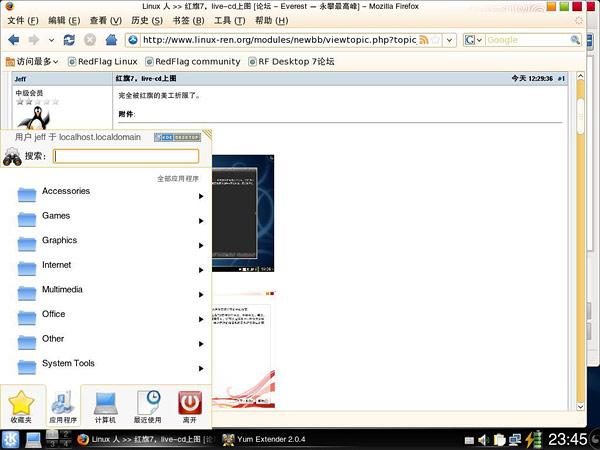 Linux 人 >> 红旗7，live-cd上图 [论坛 - Everest — 永攀最高峰] - Mozilla Firefox
文件 (F) 编辑 (E) 查看 (V) 历史 (S) 书签 (B) 工具 (T) 帮助 (H)
http://www.linux-ren.org/modules/newbb/viewtopic.php?topic_
Google
访问最多 RedFlag Linux RedFlag community RF Desktop 7论坛
Jeff 红旗7，live-cd上图 今天 12:29:36 #1
中级会员
完全被红旗的美工折服了。
附件:
用户 jeff 于 localhost.localdomain
KDE DESKTOP
搜索:
全部应用程序
Accessories
Games
Graphics
Internet
Multimedia
Office
Other
System Tools
收藏夹 应用程序 计算机 最近使用 离开
1 2
3 4
Linux 人 >> 红旗7，live-cd上图 [论
Yum Extender 2.0.4
23:45